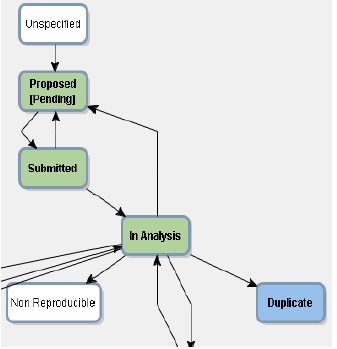 Unspecified
Proposed
[Pending]
Submitted
In Analysis
Non Reproducible
Duplicate